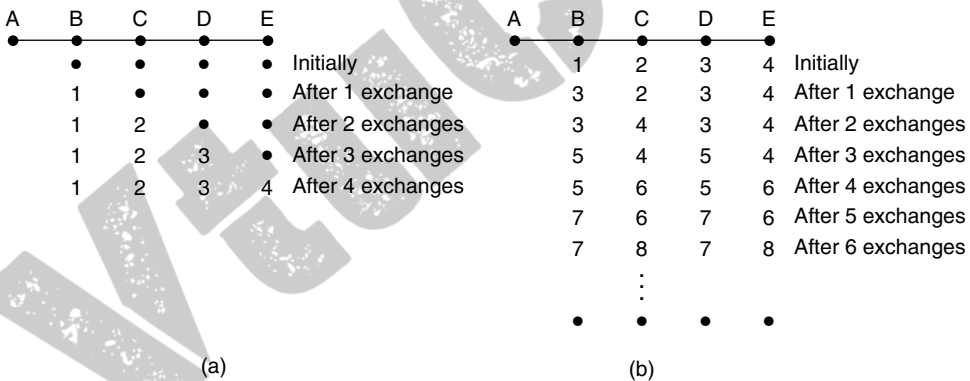 A B C D E
• • • • Initially
1 • • • After 1 exchange
1 2 • • After 2 exchanges
1 2 3 • After 3 exchanges
1 2 3 4 After 4 exchanges
(a)
A B C D E
1 2 3 4 Initially
3 2 3 4 After 1 exchange
3 4 3 4 After 2 exchanges
5 4 5 4 After 3 exchanges
5 6 5 6 After 4 exchanges
7 6 7 6 After 5 exchanges
7 8 7 8 After 6 exchanges
⋮
• • • •
(b)